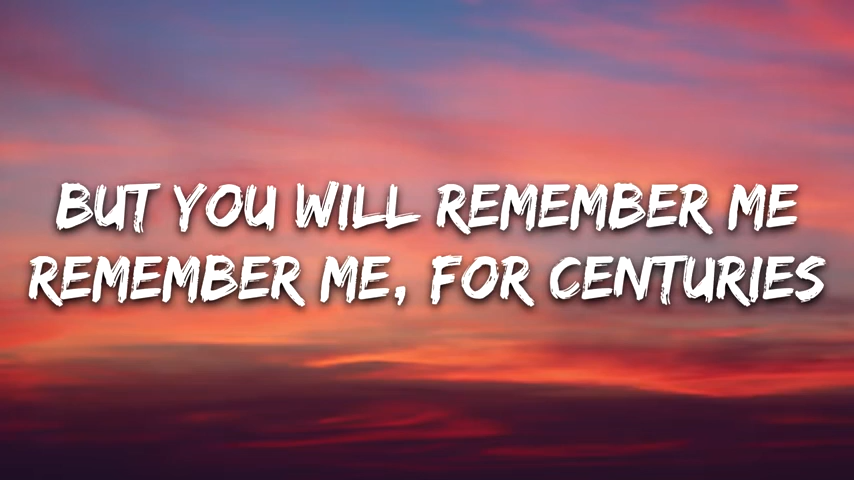 BUT YOU WILL REMEMBER ME
REMEMBER ME, FOR CENTURIES